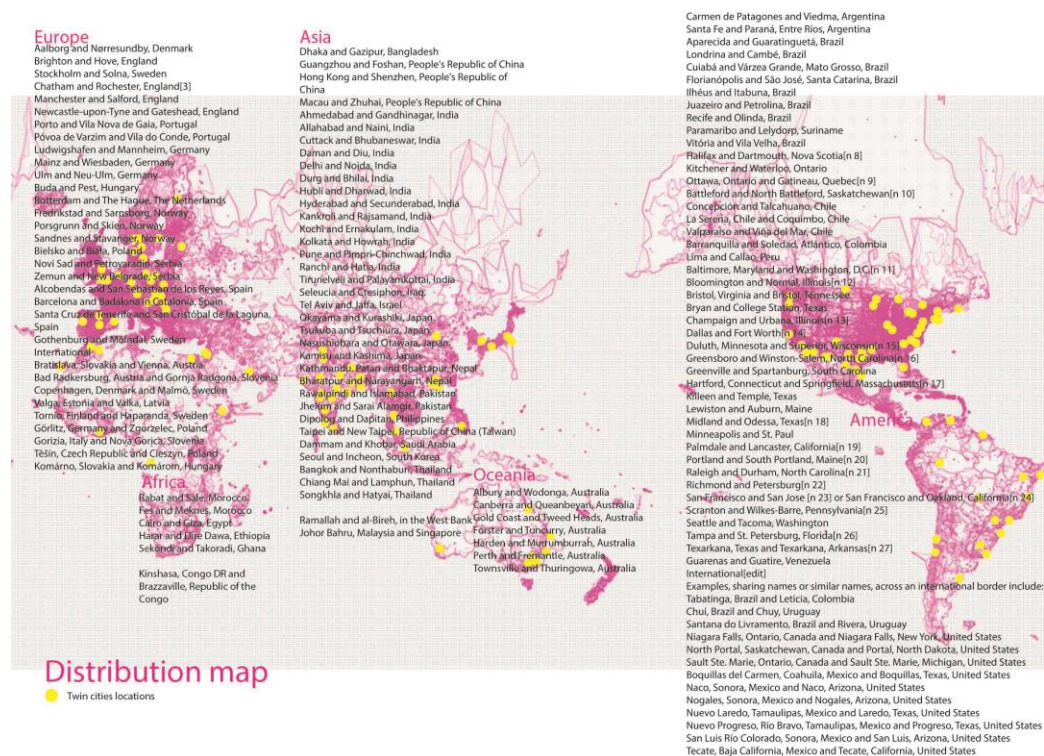 Europe
Aalborg and Nørresundby, Denmark
Brighton and Hove, England
Stockholm and Solna, Sweden
Chatham and Rochester, England[3]
Manchester and Salford, England
Newcastle-upon-Tyne and Gateshead, England
Porto and Vila Nova de Gaia, Portugal
Póvoa de Varzim and Vila do Conde, Portugal
Ludwigshafen and Mannheim, Germany
Mainz and Wiesbaden, Germany
Ulm and Neu-Ulm, Germany
Buda and Pest, Hungary
Rotterdam and The Hague, The Netherlands
Fredrikstad and Sarpsborg, Norway
Porsgrunn and Skien, Norway
Sandnes and Stavanger, Norway
Bielsko and Biała, Poland
Novi Sad and Petrovaradin, Serbia
Zemun and New Belgrade, Serbia
Alcobendas and San Sebastián de los Reyes, Spain
Barcelona and Badalona in Catalonia, Spain
Santa Cruz de Tenerife and San Cristóbal de la Laguna,
Spain
Gothenburg and Mölndal, Sweden
International
Bratislava, Slovakia and Vienna, Austria
Bad Radkersburg, Austria and Gornja Radgona, Slovenia
Copenhagen, Denmark and Malmö, Sweden
Valga, Estonia and Valka, Latvia
Tornio, Finland and Haparanda, Sweden
Görlitz, Germany and Zgorzelec, Poland
Gorizia, Italy and Nova Gorica, Slovenia
Těšín, Czech Republic and Cieszyn, Poland
Komárno, Slovakia and Komárom, Hungary
Africa
Rabat and Salé, Morocco
Fes and Meknes, Morocco
Cairo and Giza, Egypt
Harar and Dire Dawa, Ethiopia
Sekondi and Takoradi, Ghana
Kinshasa, Congo DR and
Brazzaville, Republic of the
Congo
Asia
Dhaka and Gazipur, Bangladesh
Guangzhou and Foshan, People's Republic of China
Hong Kong and Shenzhen, People's Republic of
China
Macau and Zhuhai, People's Republic of China
Ahmedabad and Gandhinagar, India
Allahabad and Naini, India
Cuttack and Bhubaneswar, India
Daman and Diu, India
Delhi and Noida, India
Durg and Bhilai, India
Hubli and Dharwad, India
Hyderabad and Secunderabad, India
Kankroli and Rajsamand, India
Kochi and Ernakulam, India
Kolkata and Howrah, India
Pune and Pimpri-Chinchwad, India
Ranchi and Hatia, India
Tirunelveli and Palayamkottai, India
Seleucia and Ctesiphon, Iraq
Tel Aviv and Jaffa, Israel
Okayama and Kurashiki, Japan
Tsukuba and Tsuchiura, Japan
Nasushiobara and Otawara, Japan
Kamisu and Kashima, Japan
Kathmandu, Patan and Bhaktapur, Nepal
Bharatpur and Narayangarh, Nepal
Rawalpindi and Islamabad, Pakistan
Jhelum and Sarai Alamgir, Pakistan
Dipolog and Dapitan, Philippines
Taipei and New Taipei, Republic of China (Taiwan)
Dammam and Khobar, Saudi Arabia
Seoul and Incheon, South Korea
Bangkok and Nonthaburi, Thailand
Chiang Mai and Lamphun, Thailand
Songkhla and Hatyai, Thailand
Ramallah and al-Bireh, in the West Bank
Johor Bahru, Malaysia and Singapore
Oceania
Albury and Wodonga, Australia
Canberra and Queanbeyan, Australia
Gold Coast and Tweed Heads, Australia
Forster and Tuncurry, Australia
Harden and Murrumburrah, Australia
Perth and Fremantle, Australia
Townsville and Thuringowa, Australia
Carmen de Patagones and Viedma, Argentina
Santa Fe and Paraná, Entre Ríos, Argentina
Aparecida and Guaratinguetá, Brazil
Londrina and Cambé, Brazil
Cuiabá and Várzea Grande, Mato Grosso, Brazil
Florianópolis and São José, Santa Catarina, Brazil
Ilhéus and Itabuna, Brazil
Juazeiro and Petrolina, Brazil
Recife and Olinda, Brazil
Paramaribo and Lelydorp, Suriname
Vitória and Vila Velha, Brazil
Halifax and Dartmouth, Nova Scotia[n 8]
Kitchener and Waterloo, Ontario
Ottawa, Ontario and Gatineau, Quebec[n 9]
Battleford and North Battleford, Saskatchewan[n 10]
Concepción and Talcahuano, Chile
La Serena, Chile and Coquimbo, Chile
Valparaíso and Viña del Mar, Chile
Barranquilla and Soledad, Atlántico, Colombia
Lima and Callao, Peru
Baltimore, Maryland and Washington, D.C.[n 11]
Bloomington and Normal, Illinois[n 12]
Bristol, Virginia and Bristol, Tennessee
Bryan and College Station, Texas
Champaign and Urbana, Illinois[n 13]
Dallas and Fort Worth[n 14]
Duluth, Minnesota and Superior, Wisconsin[n 15]
Greensboro and Winston-Salem, North Carolina[n 16]
Greenville and Spartanburg, South Carolina
Hartford, Connecticut and Springfield, Massachusetts[n 17]
Killeen and Temple, Texas
Lewiston and Auburn, Maine
Midland and Odessa, Texas[n 18]
America
Minneapolis and St. Paul
Palmdale and Lancaster, California[n 19]
Portland and South Portland, Maine[n 20]
Raleigh and Durham, North Carolina[n 21]
Richmond and Petersburg[n 22]
San Francisco and San Jose [n 23] or San Francisco and Oakland, California[n 24]
Scranton and Wilkes-Barre, Pennsylvania[n 25]
Seattle and Tacoma, Washington
Tampa and St. Petersburg, Florida[n 26]
Texarkana, Texas and Texarkana, Arkansas[n 27]
Guarenas and Guatire, Venezuela
International[edit]
Examples, sharing names or similar names, across an international border include:
Tabatinga, Brazil and Leticia, Colombia
Chuí, Brazil and Chuy, Uruguay
Santana do Livramento, Brazil and Rivera, Uruguay
Niagara Falls, Ontario, Canada and Niagara Falls, New York, United States
North Portal, Saskatchewan, Canada and Portal, North Dakota, United States
Sault Ste. Marie, Ontario, Canada and Sault Ste. Marie, Michigan, United States
Boquillas del Carmen, Coahuila, Mexico and Boquillas, Texas, United States
Naco, Sonora, Mexico and Naco, Arizona, United States
Nogales, Sonora, Mexico and Nogales, Arizona, United States
Nuevo Laredo, Tamaulipas, Mexico and Laredo, Texas, United States
Nuevo Progreso, Río Bravo, Tamaulipas, Mexico and Progreso, Texas, United States
San Luis Río Colorado, Sonora, Mexico and San Luis, Arizona, United States
Tecate, Baja California, Mexico and Tecate, California, United States
Distribution map
Twin cities locations